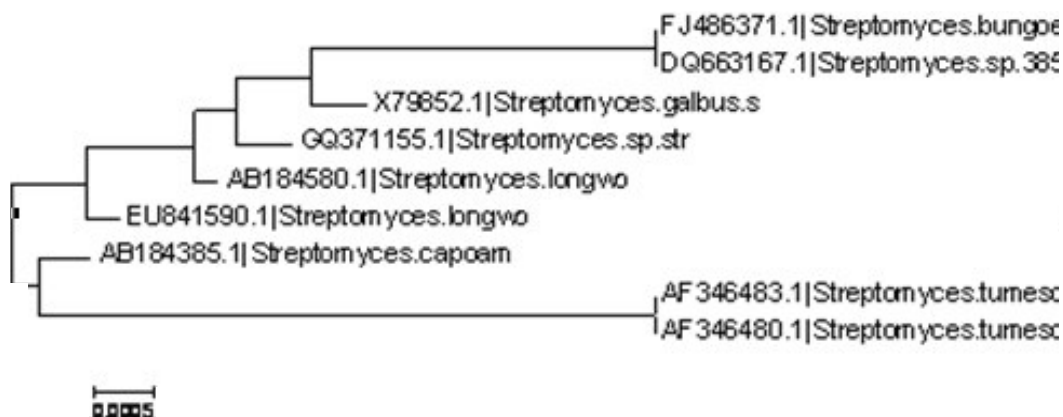 FJ486371.1|Streptomyces.bungoe
DQ663167.1|Streptomyces.sp.385
X79852.1|Streptomyces.galbus.s
GQ371155.1|Streptomyces.sp.str
AB184580.1|Streptomyces.longwo
EU841590.1|Streptomyces.longwo
AB184385.1|Streptomyces.capoam
AF346483.1|Streptomyces.tumesc
AF346480.1|Streptomyces.tumesc
0.005